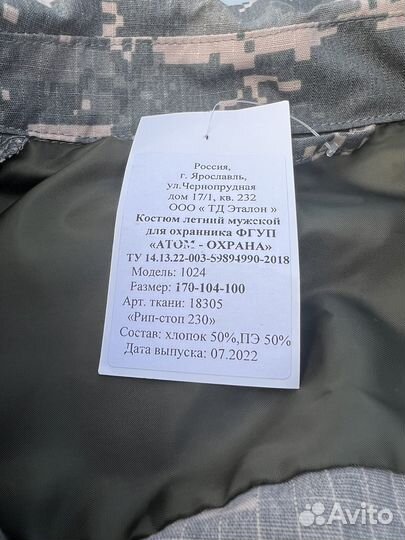 Россия,
г. Ярославль,
ул.Чернопрудная
дом 17/1, кв. 232
ООО « ТД Эталон »
Костюм летний мужской
для охранника ФГУП
«АТОМ - ОХРАНА»
ТУ 14.13.22-003-59894990-2018
Модель: 1024
Размер: 170-104-100
Арт. ткани: 18305
«Рип-стоп 230»
Состав: хлопок 50%,ПЭ 50%
Дата выпуска: 07.2022
Avito